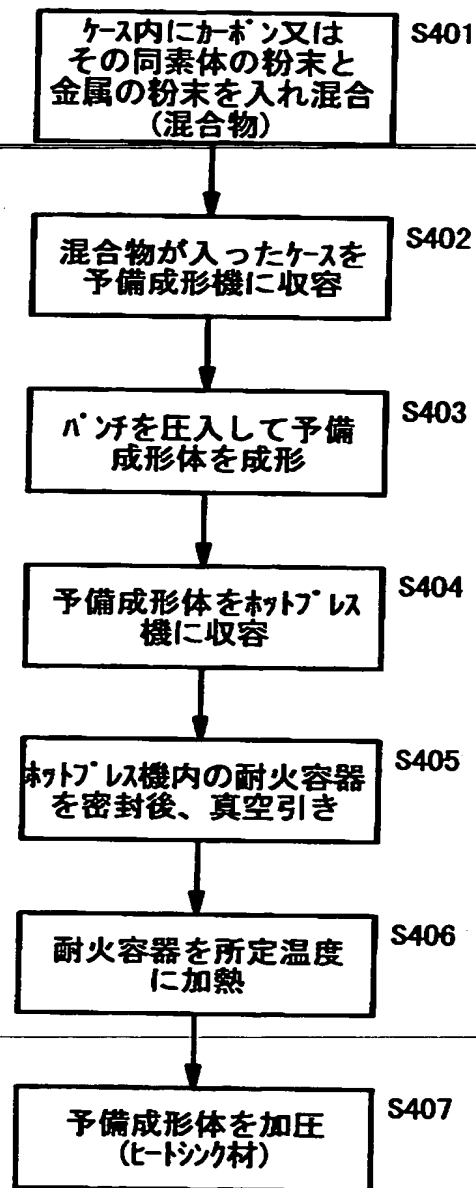 ケース内にカーボン又は
その同素体の粉末と
金属の粉末を入れ混合
(混合物)
S401
混合物が入ったケースを
予備成形機に収容
S402
パンチを圧入して予備
成形体を成形
S403
予備成形体をホットプレス
機に収容
S404
ホットプレス機内の耐火容器
を密封後、真空引き
S405
耐火容器を所定温度
に加熱
S406
予備成形体を加圧
(ヒートシンク材)
S407